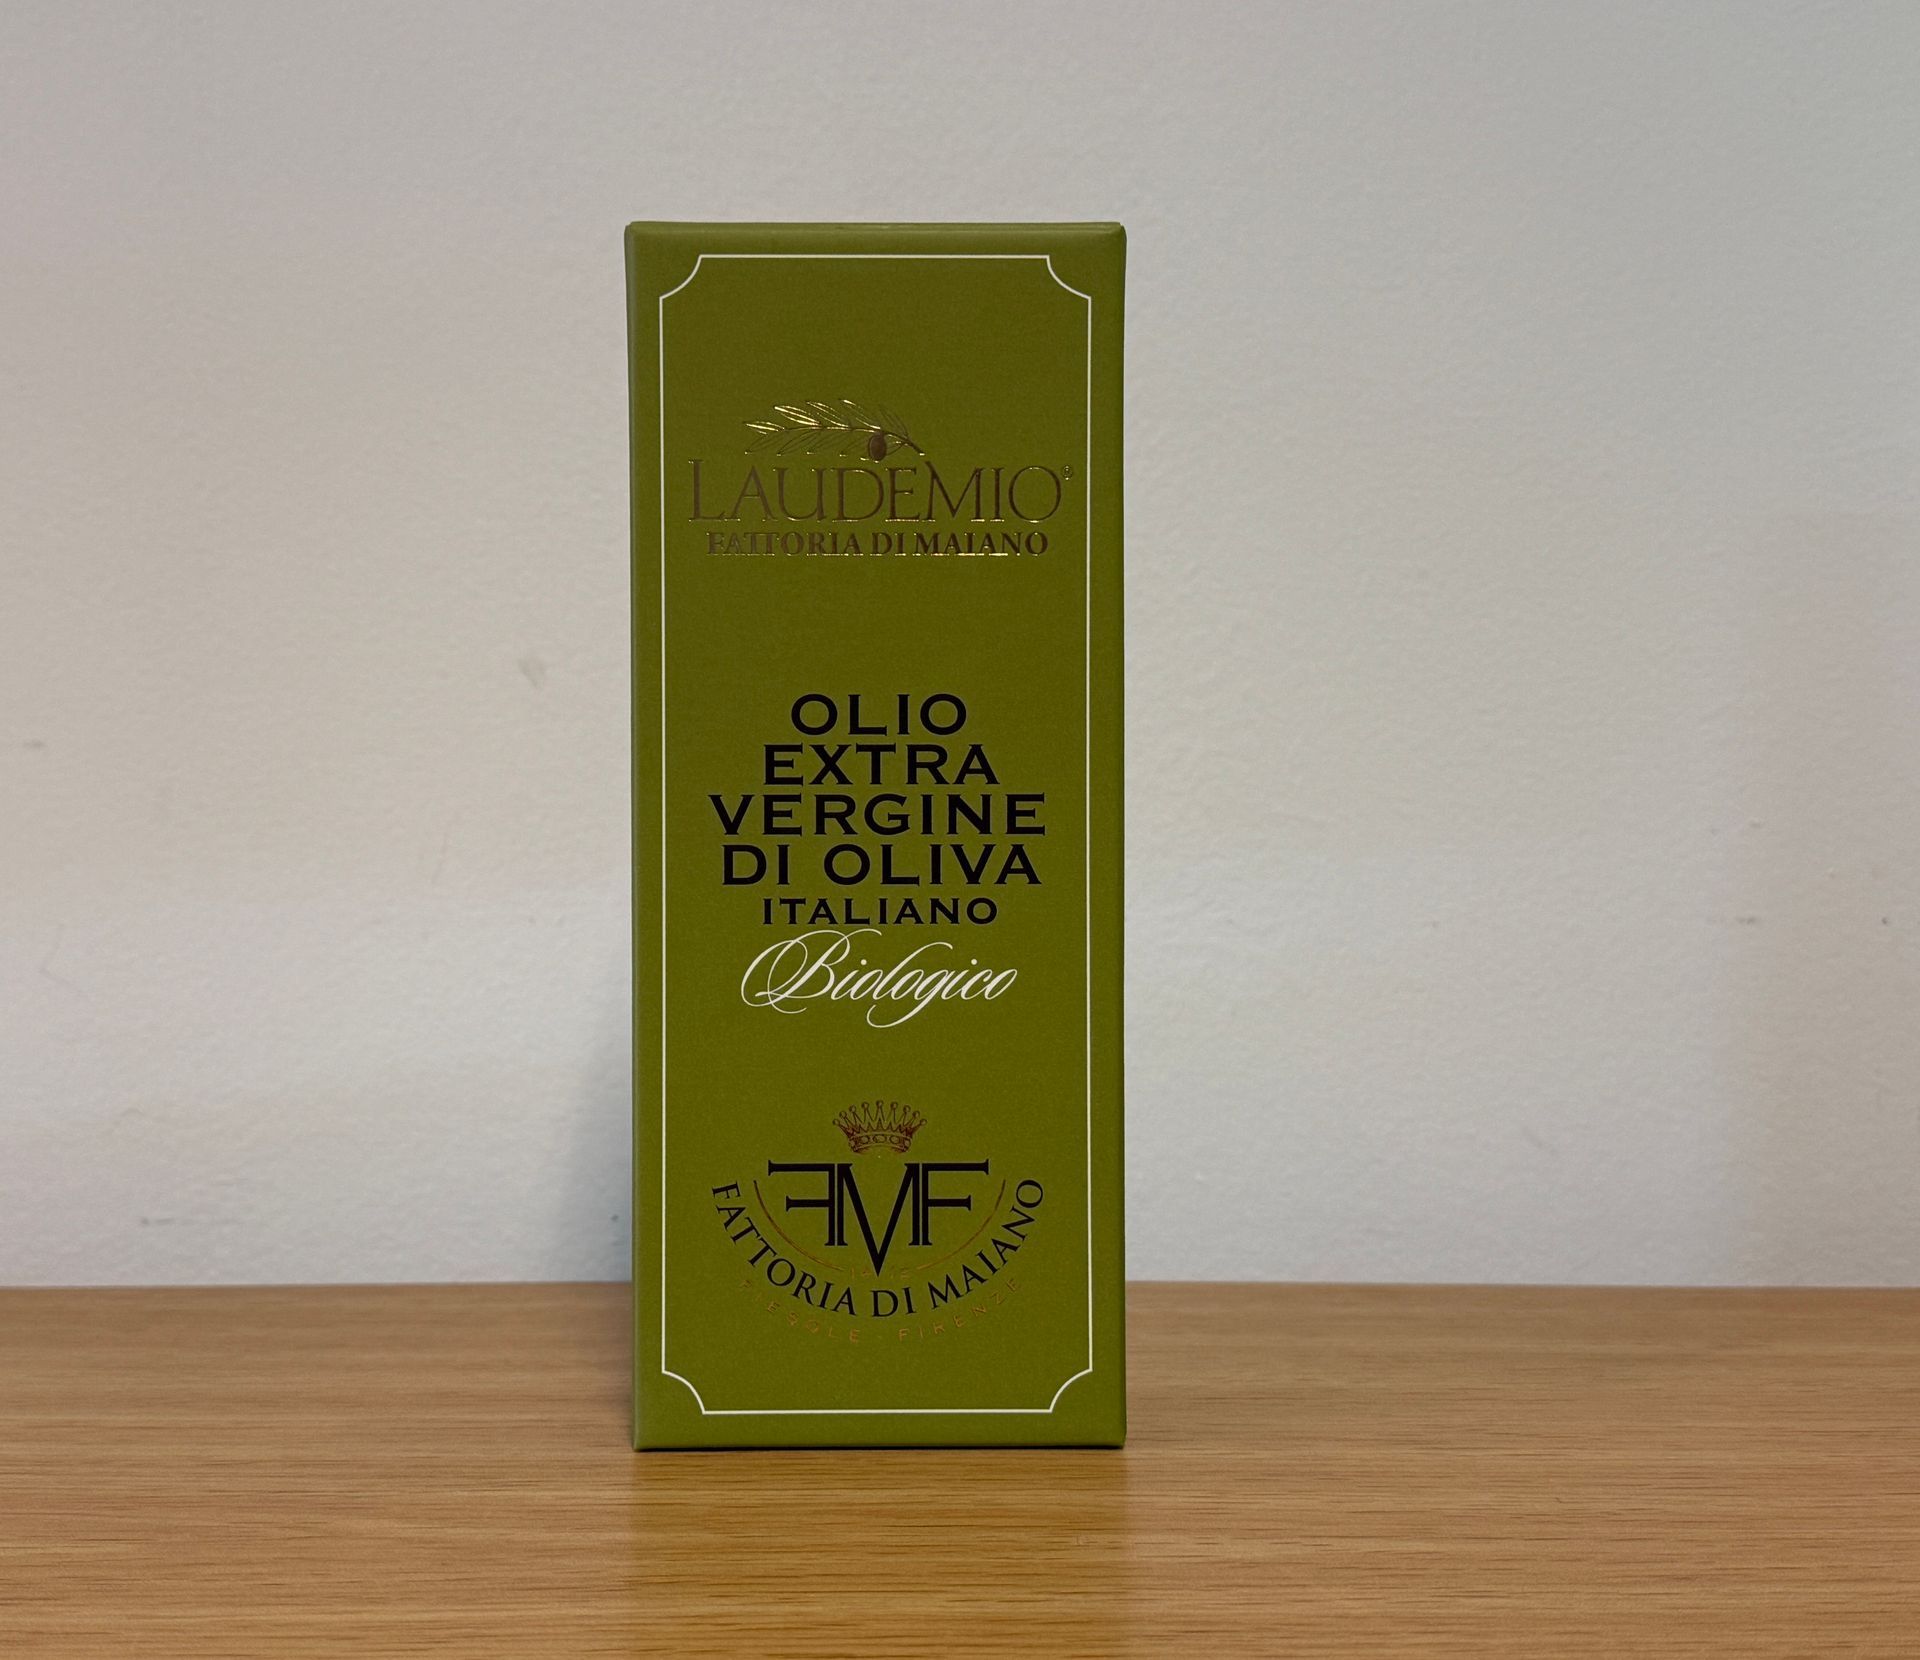 LAUDEMIO®
FATTORIA DI MAIANO
OLIO
EXTRA
VERGINE
DI OLIVA
ITALIANO
Biologico
FMF
FATTORIA DI MAIANO
FIESOLE · FIRENZE